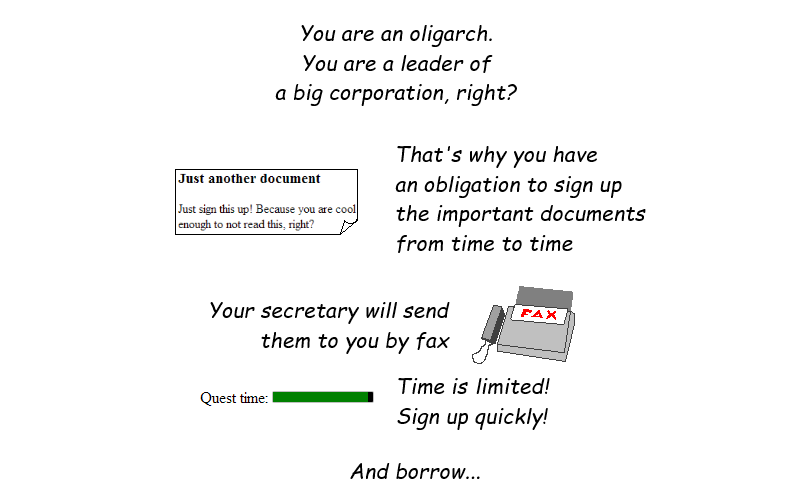 You are an oligarch.
You are a leader of
a big corporation, right?
That's why you have
an obligation to sign up
the important documents
from time to time
Just another document
Just sign this up! Because you are cool
enough to not read this, right?
Your secretary will send
them to you by fax
FAX
Quest time:
Time is limited!
Sign up quickly!
And borrow...